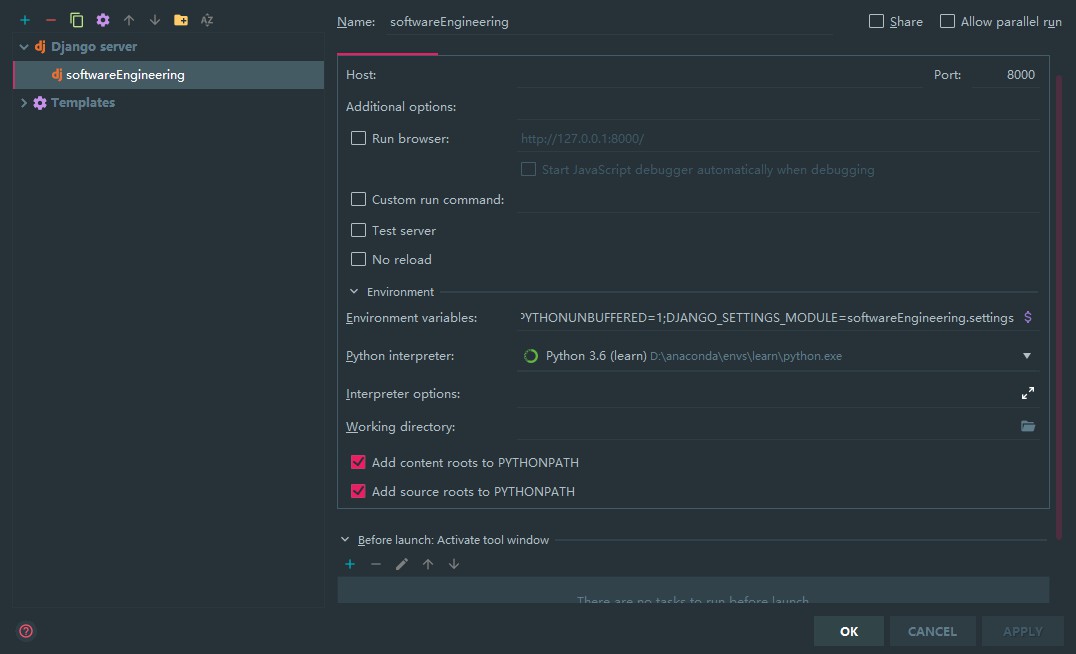 Name: softwareEngineering
Share
Allow parallel run
Django server
softwareEngineering
Templates
Host:
Port: 8000
Additional options:
Run browser: http://127.0.0.1:8000/
Start JavaScript debugger automatically when debugging
Custom run command:
Test server
No reload
Environment
Environment variables: PYTHONUNBUFFERED=1;DJANGO_SETTINGS_MODULE=softwareEngineering.settings
Python interpreter: Python 3.6 (learn) D:\anaconda\envs\learn\python.exe
Interpreter options:
Working directory:
Add content roots to PYTHONPATH
Add source roots to PYTHONPATH
Before launch: Activate tool window
There are no tasks to run before launch
OK
CANCEL
APPLY